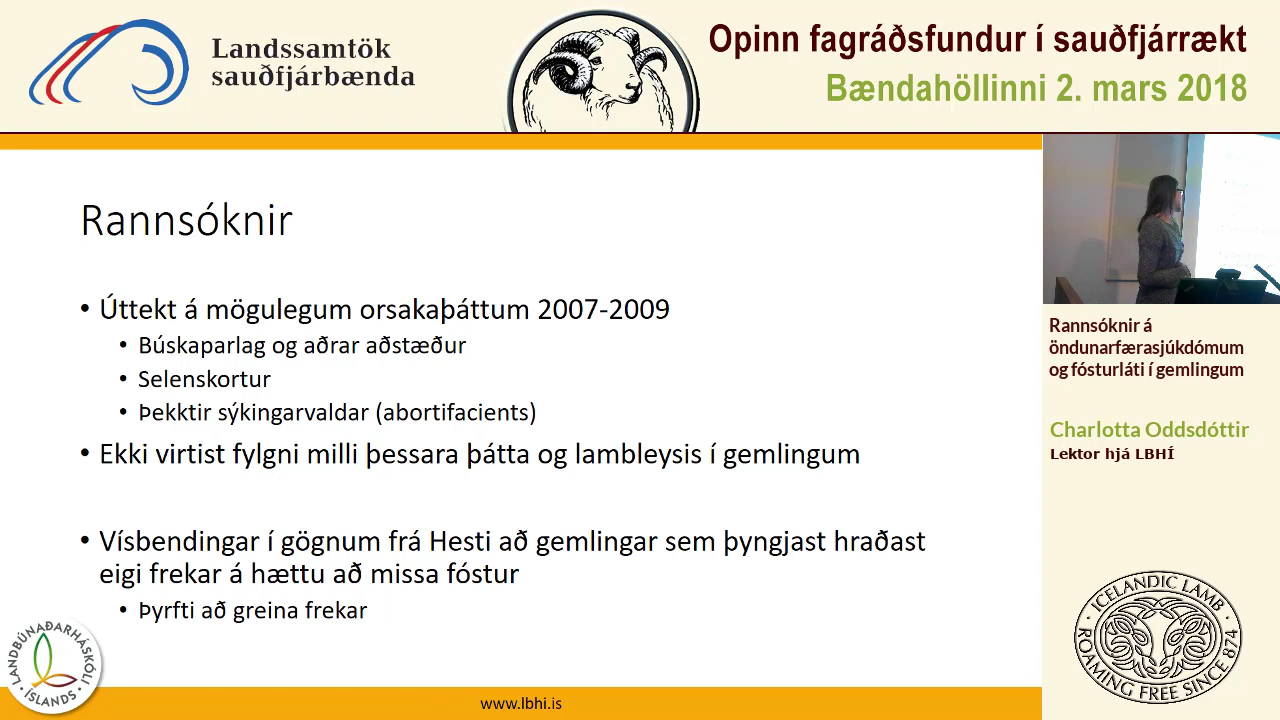 Landssamtök
sauðfjárbænda
Opinn fagráðsfundur í sauðfjárrækt
Bændahöllinni 2. mars 2018
Rannsóknir
• Úttekt á mögulegum orsakaþáttum 2007-2009
• Búskaparlag og aðrar aðstæður
• Selenskortur
• Þekktir sýkingarvaldar (abortifacients)
• Ekki virtist fylgni milli þessara þátta og lambleysis í gemlingum
• Vísbendingar í gögnum frá Hesti að gemlingar sem þyngjast hraðast
eigi frekar á hættu að missa fóstur
• Þyrfti að greina frekar
LANDBÚNAÐARHÁSKÓLI
ÍSLANDS
www.lbhi.is
Rannsóknir á
öndunarfærasjúkdómum
og fósturláti í gemlingum
Charlotta Oddsdóttir
Lektor hjá LBHÍ
ICELANDIC LAMB
ROAMING FREE SINCE 874